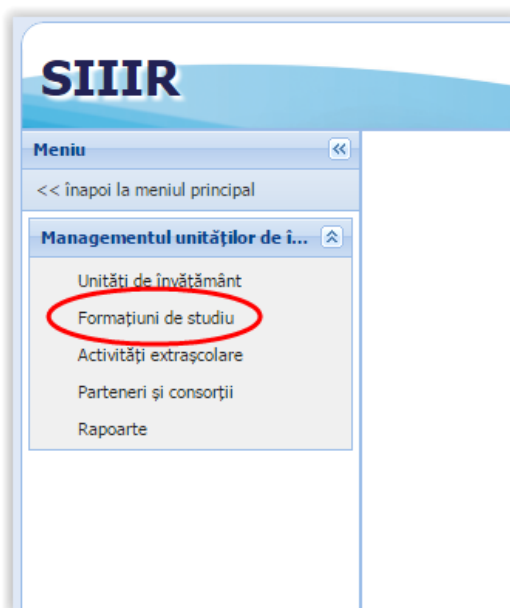 SIIIR
Meniu
<< înapoi la meniul principal
Managementul unităților de î...
Unități de învățământ
Formațiuni de studiu
Activități extrașcolare
Parteneri și consorții
Rapoarte